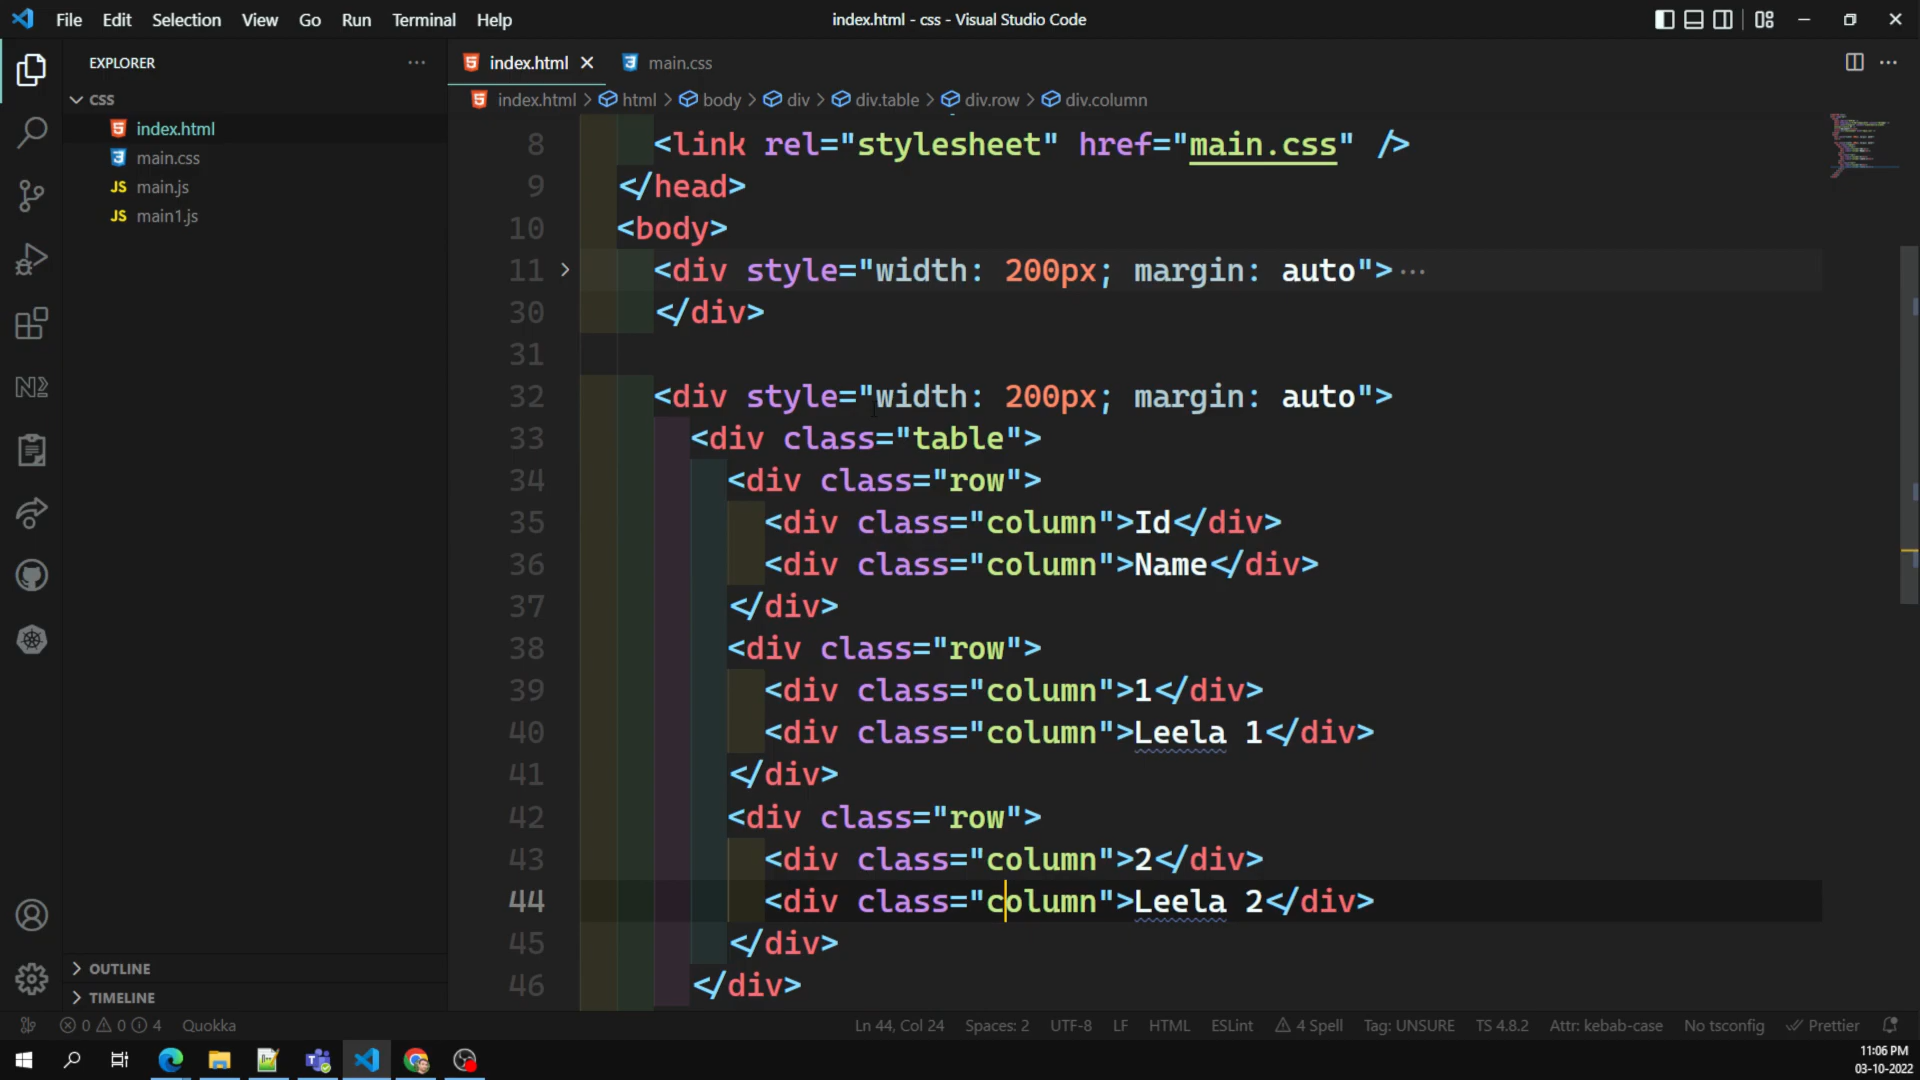 File Edit Selection View Go Run Terminal Help
index.html - css - Visual Studio Code
EXPLORER
CSS
index.html
main.css
JS main.js
JS main1.js
OUTLINE
TIMELINE
index.html main.css
index.html html body div div.table div.row div.column
8 <link rel="stylesheet" href="main.css" />
9 </head>
10 <body>
11 <div style="width: 200px; margin: auto">
30 </div>
31
32 <div style="width: 200px; margin: auto">
33 <div class="table">
34 <div class="row">
35 <div class="column">Id</div>
36 <div class="column">Name</div>
37 </div>
38 <div class="row">
39 <div class="column">1</div>
40 <div class="column">Leela 1</div>
41 </div>
42 <div class="row">
43 <div class="column">2</div>
44 <div class="column">Leela 2</div>
45 </div>
46 </div>
0 0 4 Quokka
Ln 44, Col 24 Spaces: 2 UTF-8 LF HTML ESLint 4 Spell Tag: UNSURE TS 4.8.2 Attr: kebab-case No tsconfig Prettier
11:06 PM
03-10-2022